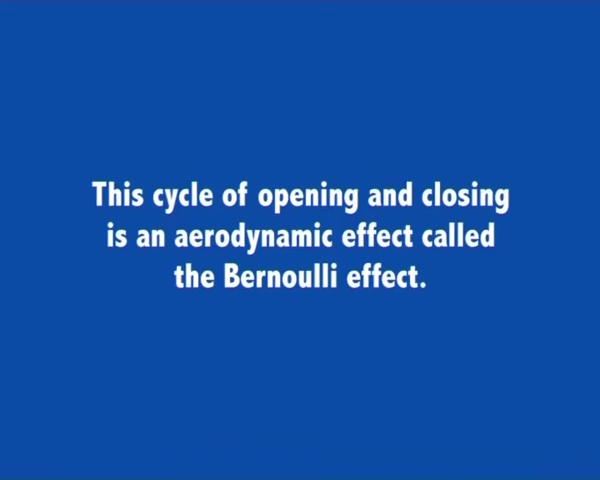 This cycle of opening and closing
is an aerodynamic effect called
the Bernoulli effect.